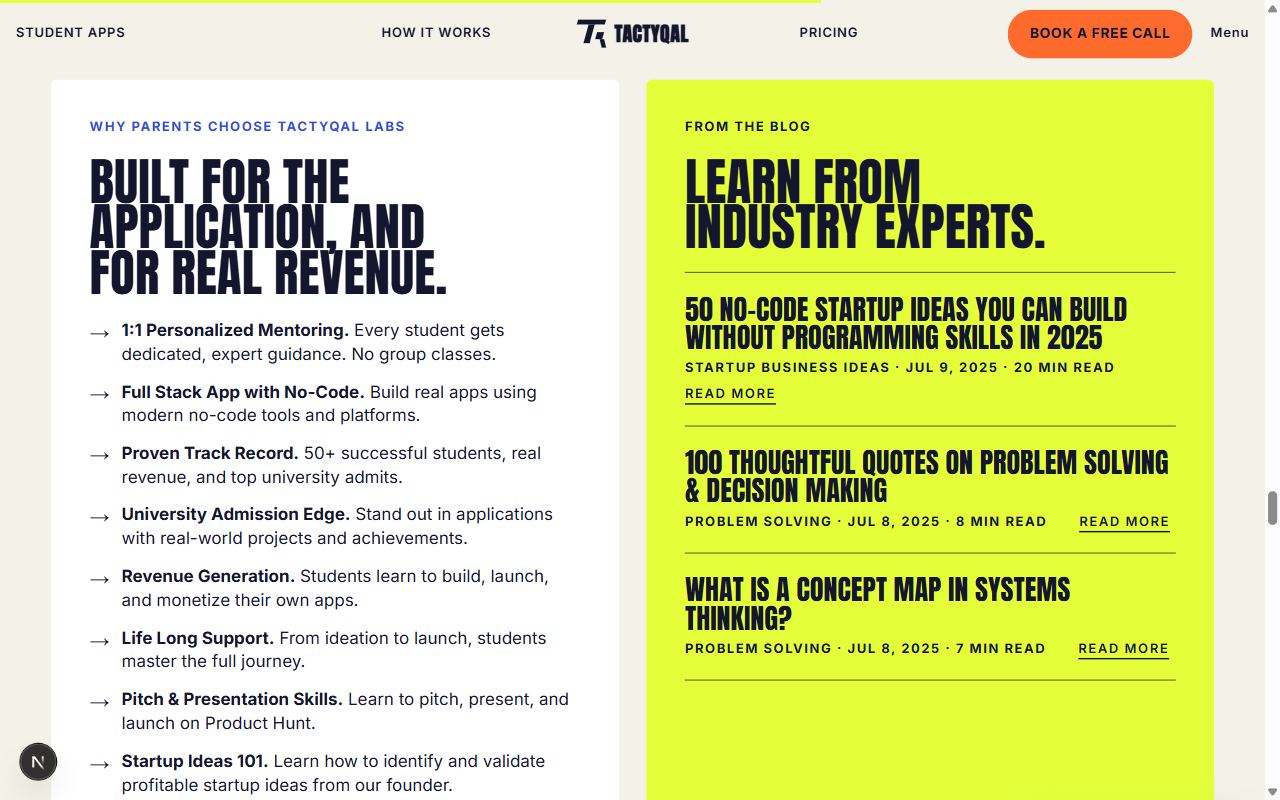 STUDENT APPS
HOW IT WORKS
TACTYQAL
PRICING
BOOK A FREE CALL
Menu
WHY PARENTS CHOOSE TACTYQAL LABS
BUILT FOR THE
APPLICATION, AND
FOR REAL REVENUE.
→ 1:1 Personalized Mentoring. Every student gets
dedicated, expert guidance. No group classes.
→ Full Stack App with No-Code. Build real apps using
modern no-code tools and platforms.
→ Proven Track Record. 50+ successful students, real
revenue, and top university admits.
→ University Admission Edge. Stand out in applications
with real-world projects and achievements.
→ Revenue Generation. Students learn to build, launch,
and monetize their own apps.
→ Life Long Support. From ideation to launch, students
master the full journey.
→ Pitch & Presentation Skills. Learn to pitch, present, and
launch on Product Hunt.
→ Startup Ideas 101. Learn how to identify and validate
profitable startup ideas from our founder.
FROM THE BLOG
LEARN FROM
INDUSTRY EXPERTS.
50 NO-CODE STARTUP IDEAS YOU CAN BUILD
WITHOUT PROGRAMMING SKILLS IN 2025
STARTUP BUSINESS IDEAS · JUL 9, 2025 · 20 MIN READ
READ MORE
100 THOUGHTFUL QUOTES ON PROBLEM SOLVING
& DECISION MAKING
PROBLEM SOLVING · JUL 8, 2025 · 8 MIN READ
READ MORE
WHAT IS A CONCEPT MAP IN SYSTEMS
THINKING?
PROBLEM SOLVING · JUL 8, 2025 · 7 MIN READ
READ MORE
N